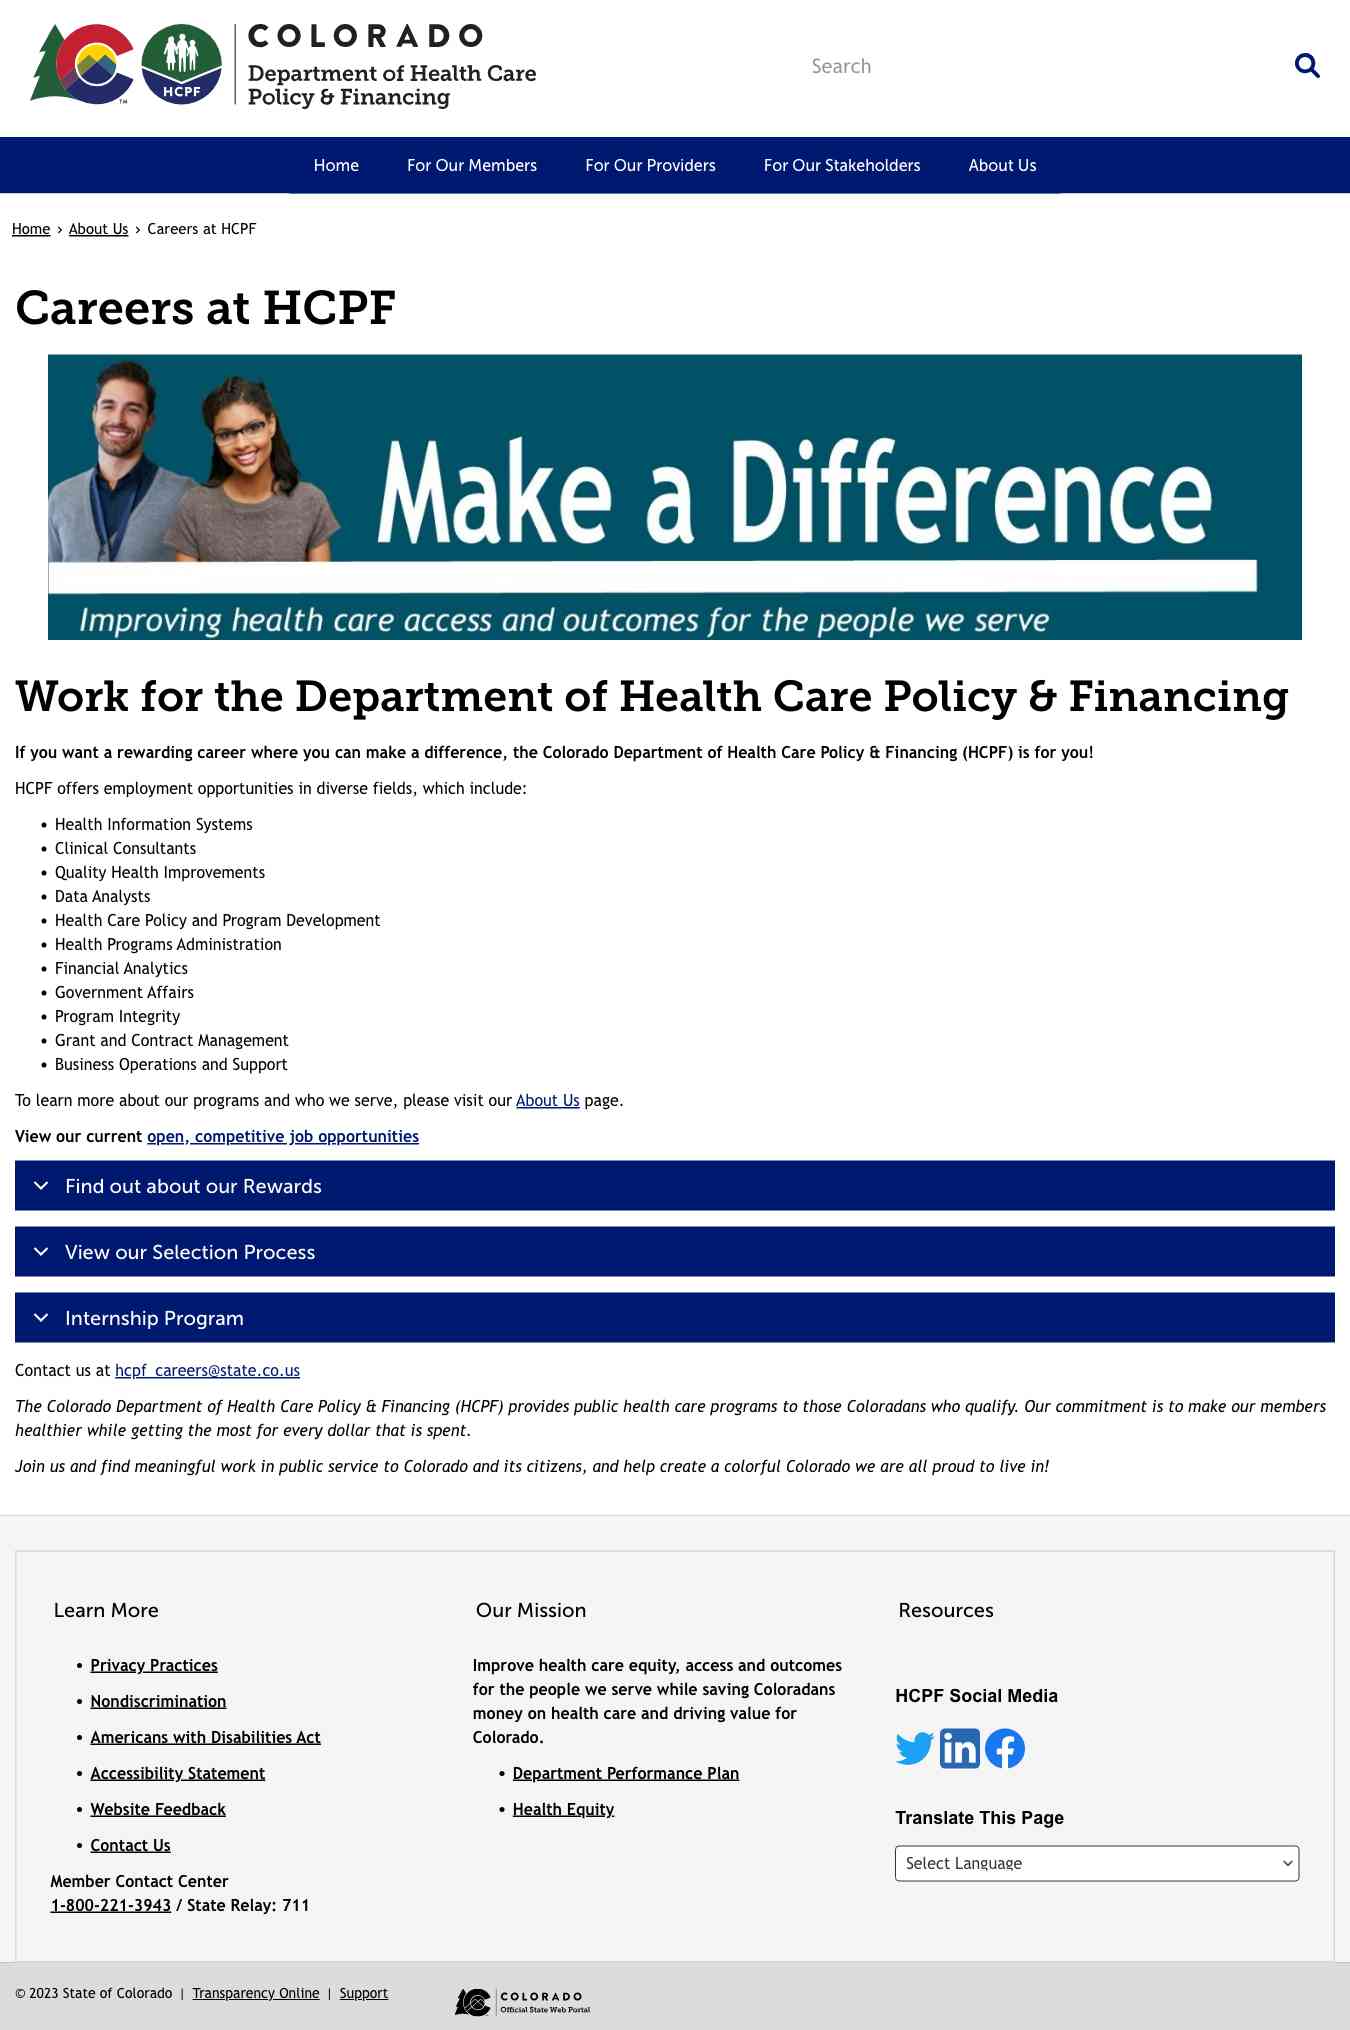 COLORADO
Department of Health Care
Policy & Financing
HCPF
TM
Search
Home
For Our Members
For Our Providers
For Our Stakeholders
About Us
Home › About Us › Careers at HCPF
Careers at HCPF
Make a Difference
Improving health care access and outcomes for the people we serve
Work for the Department of Health Care Policy & Financing
If you want a rewarding career where you can make a difference, the Colorado Department of Health Care Policy & Financing (HCPF) is for you!
HCPF offers employment opportunities in diverse fields, which include:
• Health Information Systems
• Clinical Consultants
• Quality Health Improvements
• Data Analysts
• Health Care Policy and Program Development
• Health Programs Administration
• Financial Analytics
• Government Affairs
• Program Integrity
• Grant and Contract Management
• Business Operations and Support
To learn more about our programs and who we serve, please visit our About Us page.
View our current open, competitive job opportunities
Find out about our Rewards
View our Selection Process
Internship Program
Contact us at hcpf_careers@state.co.us
The Colorado Department of Health Care Policy & Financing (HCPF) provides public health care programs to those Coloradans who qualify. Our commitment is to make our members
healthier while getting the most for every dollar that is spent.
Join us and find meaningful work in public service to Colorado and its citizens, and help create a colorful Colorado we are all proud to live in!
Learn More
• Privacy Practices
• Nondiscrimination
• Americans with Disabilities Act
• Accessibility Statement
• Website Feedback
• Contact Us
Member Contact Center
1-800-221-3943 / State Relay: 711
Our Mission
Improve health care equity, access and outcomes
for the people we serve while saving Coloradans
money on health care and driving value for
Colorado.
• Department Performance Plan
• Health Equity
Resources
HCPF Social Media
in
Translate This Page
Select Language
© 2023 State of Colorado | Transparency Online | Support
COLORADO
Official State Web Portal